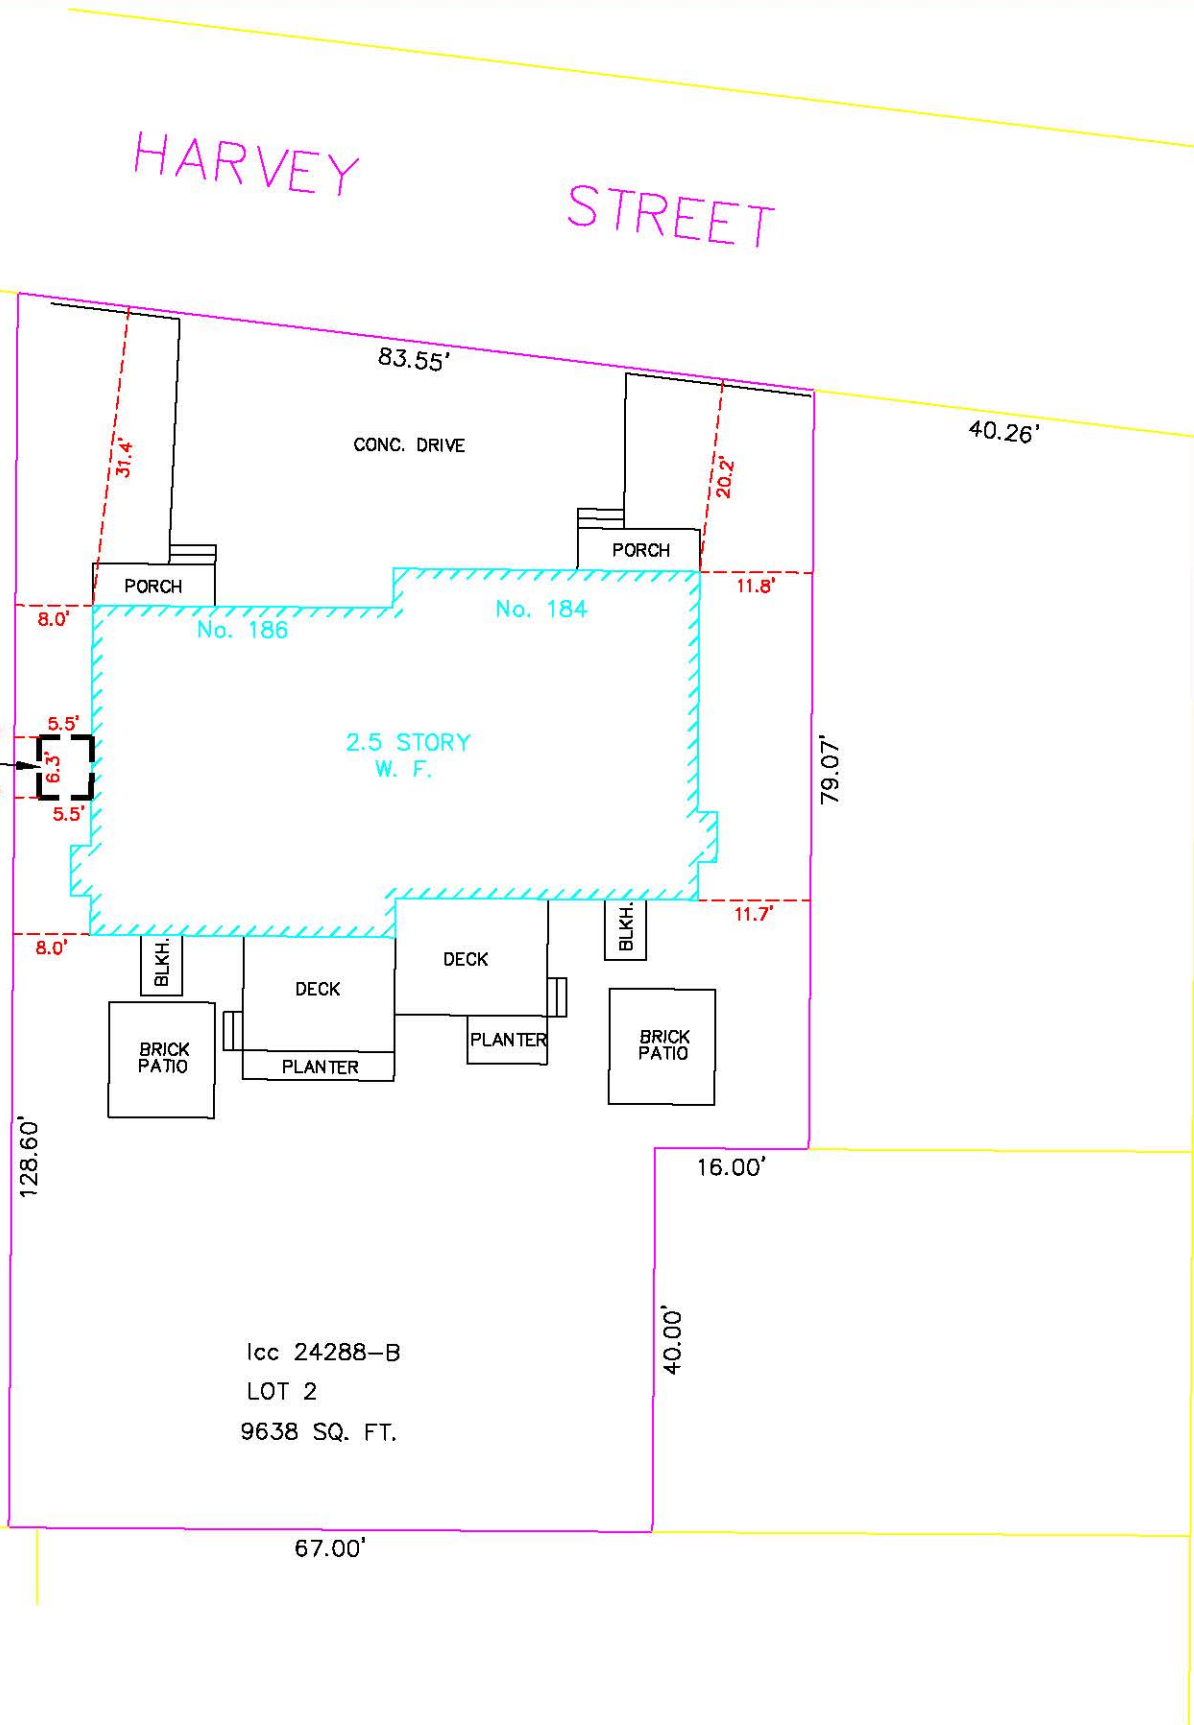 HARVEY STREET
83.55'
40.26'
31.4'
CONC. DRIVE
20.2'
PORCH
PORCH
11.8'
8.0'
No. 186
No. 184
5.5'
6.3'
5.5'
2.5 STORY
W. F.
79.07'
11.7'
8.0'
BLKH.
BLKH.
DECK
DECK
BRICK
PATIO
PLANTER
PLANTER
BRICK
PATIO
128.60'
16.00'
40.00'
lcc 24288-B
LOT 2
9638 SQ. FT.
67.00'